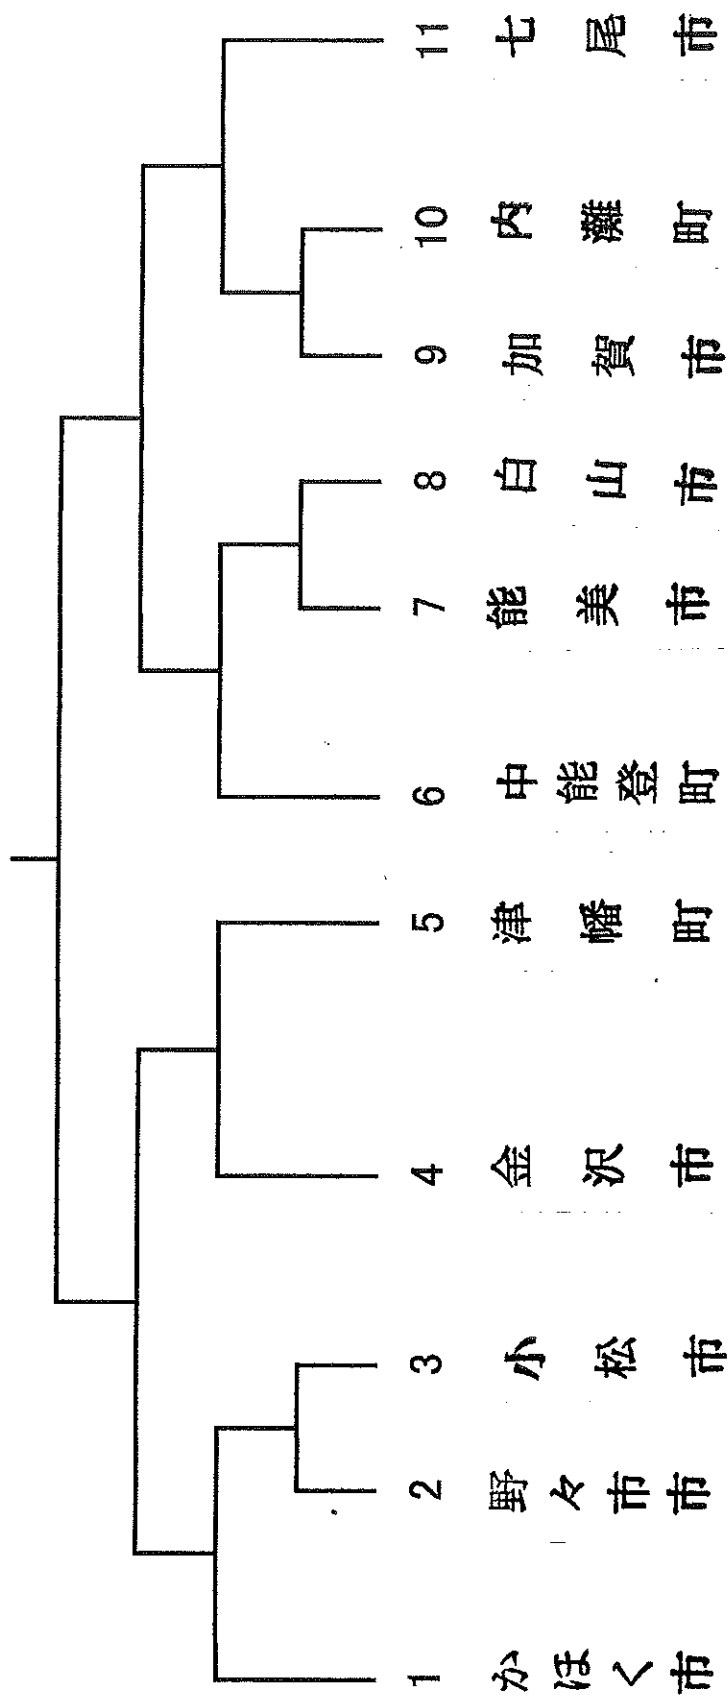 1 かほく市
2 野々市市
3 小松市
4 金沢市
5 津幡町
6 中能登町
7 能美市
8 白山市
9 加賀市
10 内灘町
11 七尾市